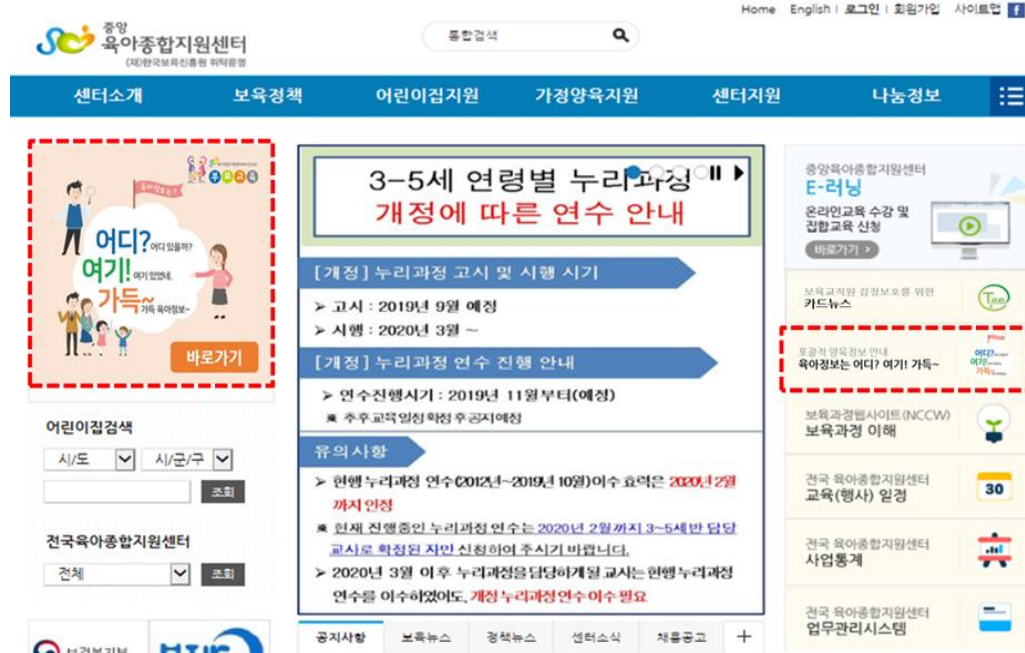 Home English | 로그인 | 회원가입 사이트맵 f
중앙
육아종합지원센터
(재)한국보육진흥원 위탁운영
통합검색
센터소개 보육정책 어린이집지원 가정양육지원 센터지원 나눔정보
부모교육
육아정보는?
어디? 어디 있을까?
여기! 여기 있었네.
가득~ 가득 육아정보~
바로가기
어린이집검색
시/도 시/군/구
조회
전국육아종합지원센터
전체 조회
보건복지부
3-5세 연령별 누리과정
개정에 따른 연수 안내
[개정] 누리과정 고시 및 시행 시기
➢ 고시 : 2019년 9월 예정
➢ 시행 : 2020년 3월 ~
[개정] 누리과정 연수 진행 안내
➢ 연수진행시기 : 2019년 11월부터(예정)
※ 추후 교육일정 확정 후 공지예정
유의사항
➢ 현행 누리과정 연수(2012년~2019년 10월)이수 효력은 2020년 2월
까지 인정
※ 현재 진행중인 누리과정 연수는 2020년 2월까지 3~5세반 담당
교사로 확정된 자만 신청하여 주시기 바랍니다.
➢ 2020년 3월 이후 누리과정을 담당하게 될 교사는 현행 누리과정
연수를 이수하였어도, 개정 누리과정 연수 이수 필요
공지사항 보육뉴스 정책뉴스 센터소식 채용공고 +
중앙육아종합지원센터
E-러닝
온라인교육 수강 및
집합교육 신청
바로가기 >
보육교직원 감정보호를 위한
카드뉴스
Tee
포괄적 양육정보 안내
육아정보는 어디? 여기! 가득~
어디?
여기!
가득~
보육과정웹사이트(NCCW)
보육과정 이해
전국 육아종합지원센터
교육(행사) 일정
30
전국 육아종합지원센터
사업통계
전국 육아종합지원센터
업무관리시스템